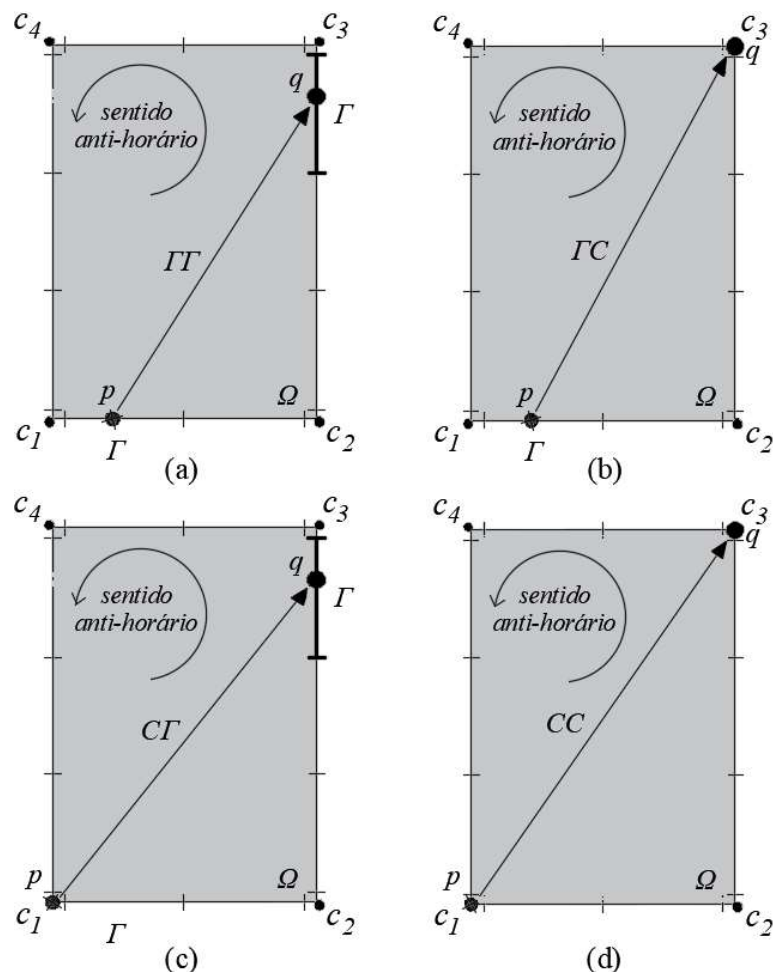 c4 c3 c4 c3
q q
Γ
sentido
anti-horário
sentido
anti-horário
ΓΓ ΓC
p Ω p Ω
c1 c2 c1 c2
Γ Γ
(a) (b)
c4 c3 c4 c3
q q
Γ
sentido
anti-horário
sentido
anti-horário
CΓ CC
p Ω p Ω
c1 Γ c2 c1 c2
(c) (d)